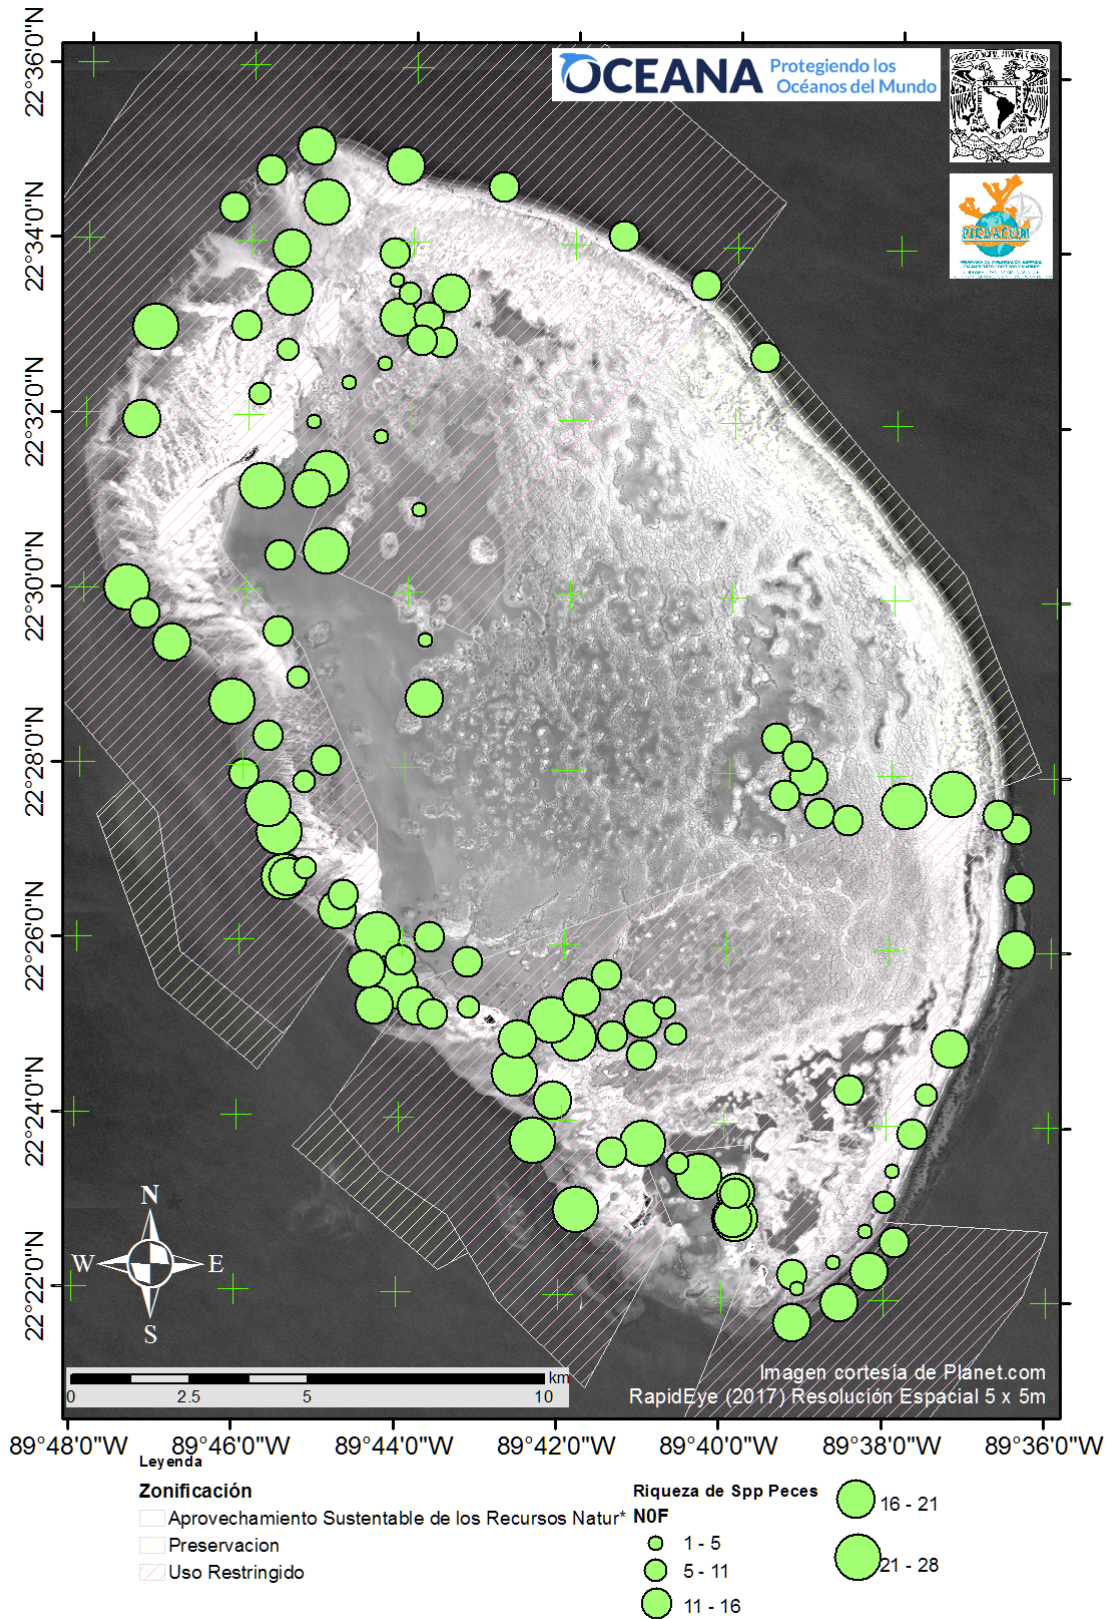 OCEANA
Protegiendo los
Océanos del Mundo
22°36'0"N
22°34'0"N
22°32'0"N
22°30'0"N
22°28'0"N
22°26'0"N
22°24'0"N
22°22'0"N
N
W
E
S
km
0
2.5
5
10
Imagen cortesía de Planet.com
RapidEye (2017) Resolución Espacial 5 x 5m
89°48'0"W
89°46'0"W
89°44'0"W
89°42'0"W
89°40'0"W
89°38'0"W
89°36'0"W
Leyenda
Zonificación
Aprovechamiento Sustentable de los Recursos Natur*
Preservacion
Uso Restringido
Riqueza de Spp Peces
N0F
1 - 5
5 - 11
11 - 16
16 - 21
21 - 28